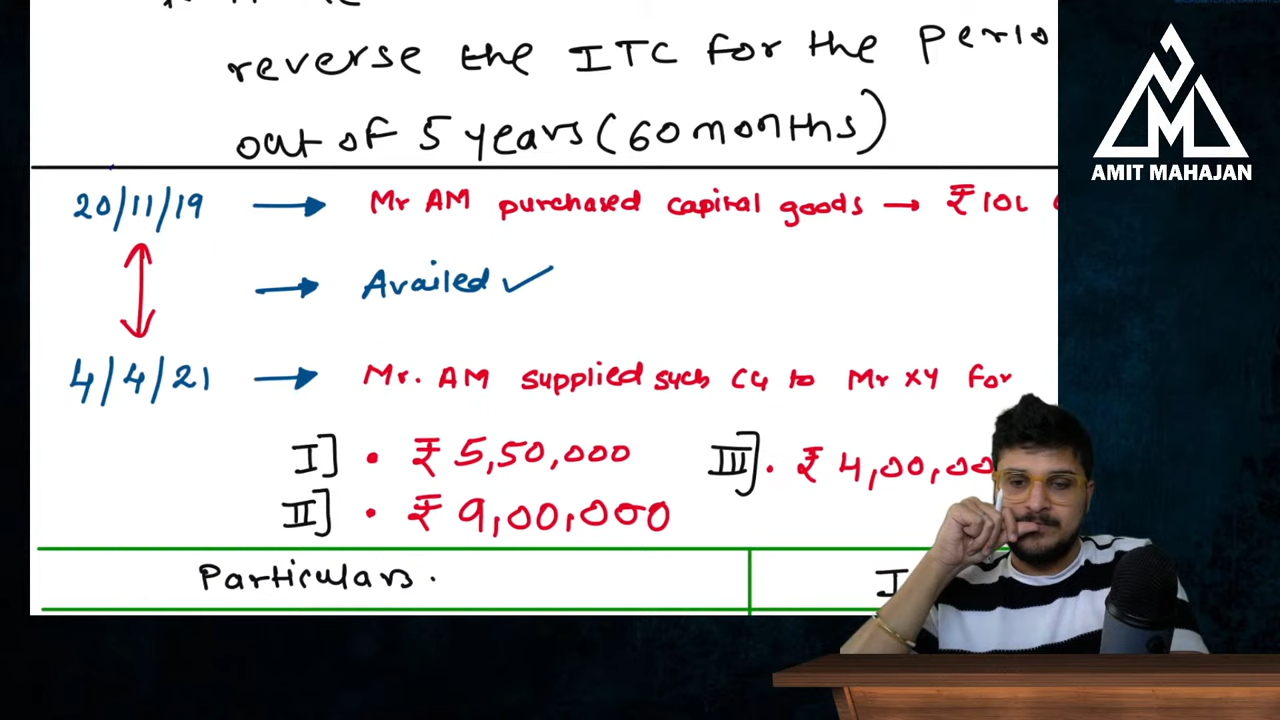 reverse the ITC for the perio
out of 5 years (60 months)
20/11/19 → Mr AM purchased capital goods → ₹10L
→ Availed ✓
4/4/21 → Mr. AM supplied such CG to Mr XY for
I] • ₹ 5,50,000 III] • ₹ 4,00,00
II] • ₹ 9,00,000
Particulars. I
AMIT MAHAJAN